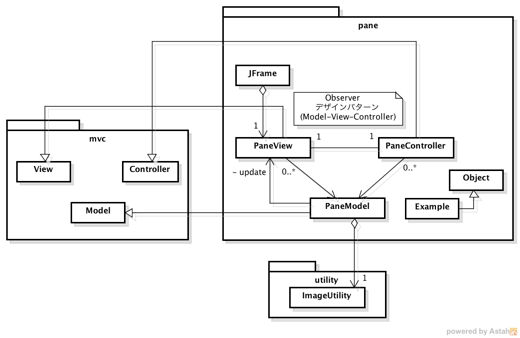 pane
JFrame
Observer
デザインパターン
(Model-View-Controller)
mvc
1
1
1
PaneView
PaneController
View
Controller
- update
0..*
0..*
Object
Model
PaneModel
Example
utility
1
ImageUtility
powered by Astah